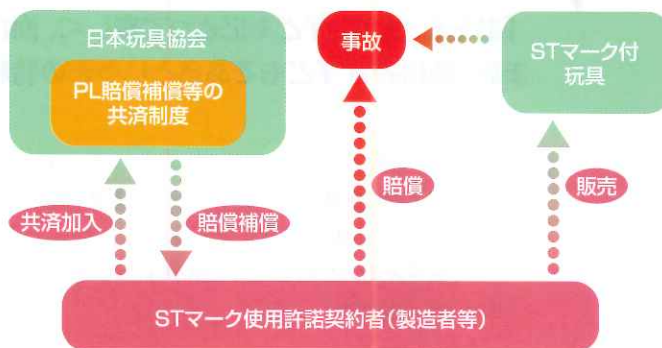 日本玩具協会
PL賠償補償等の
共済制度
事故
STマーク付
玩具
共済加入
賠償補償
賠償
販売
STマーク使用許諾契約者(製造者等)